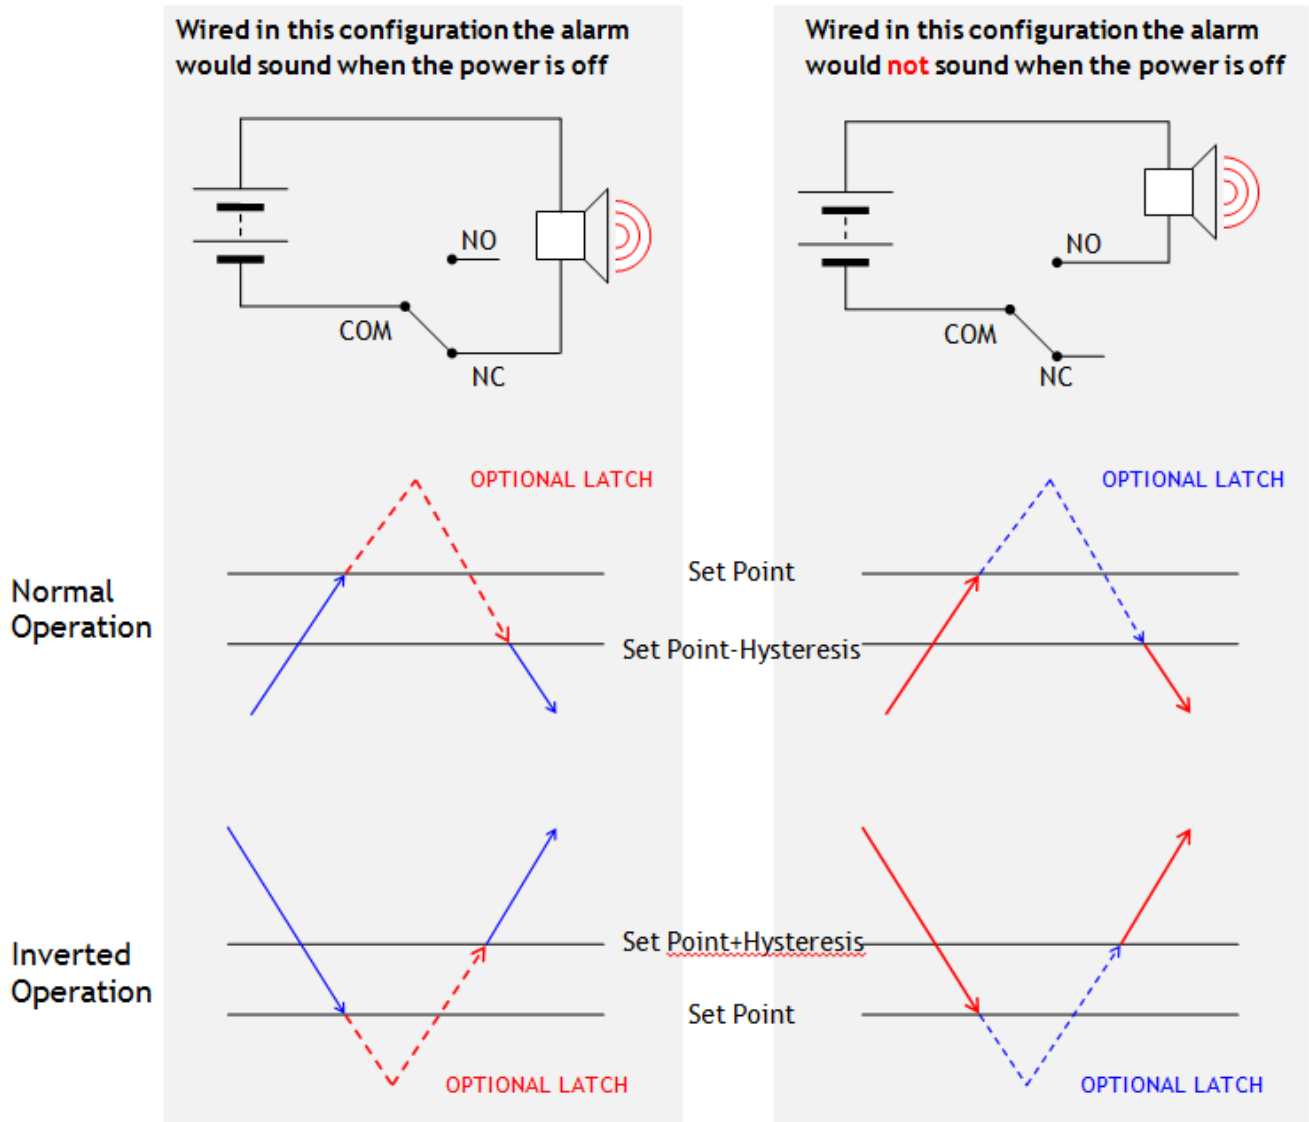 Wired in this configuration the alarm
would sound when the power is off
Wired in this configuration the alarm
would not sound when the power is off
NO
COM
NC
NO
COM
NC
OPTIONAL LATCH
OPTIONAL LATCH
Normal
Operation
Set Point
Set Point-Hysteresis
Inverted
Operation
Set Point+Hysteresis
Set Point
OPTIONAL LATCH
OPTIONAL LATCH